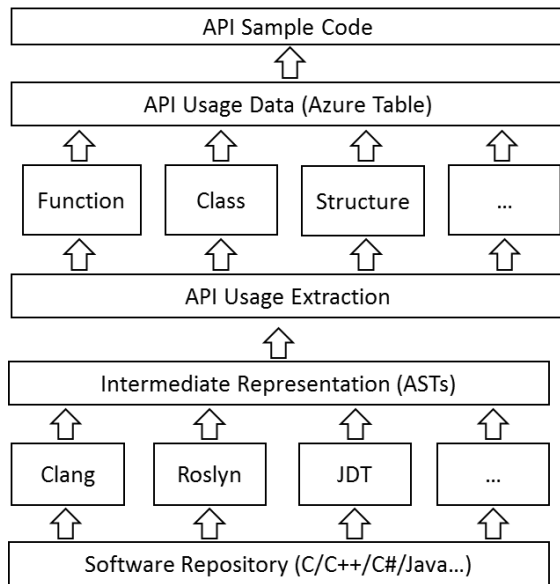 API Sample Code
API Usage Data (Azure Table)
Function
Class
Structure
...
API Usage Extraction
Intermediate Representation (ASTs)
Clang
Roslyn
JDT
...
Software Repository (C/C++/C#/Java...)